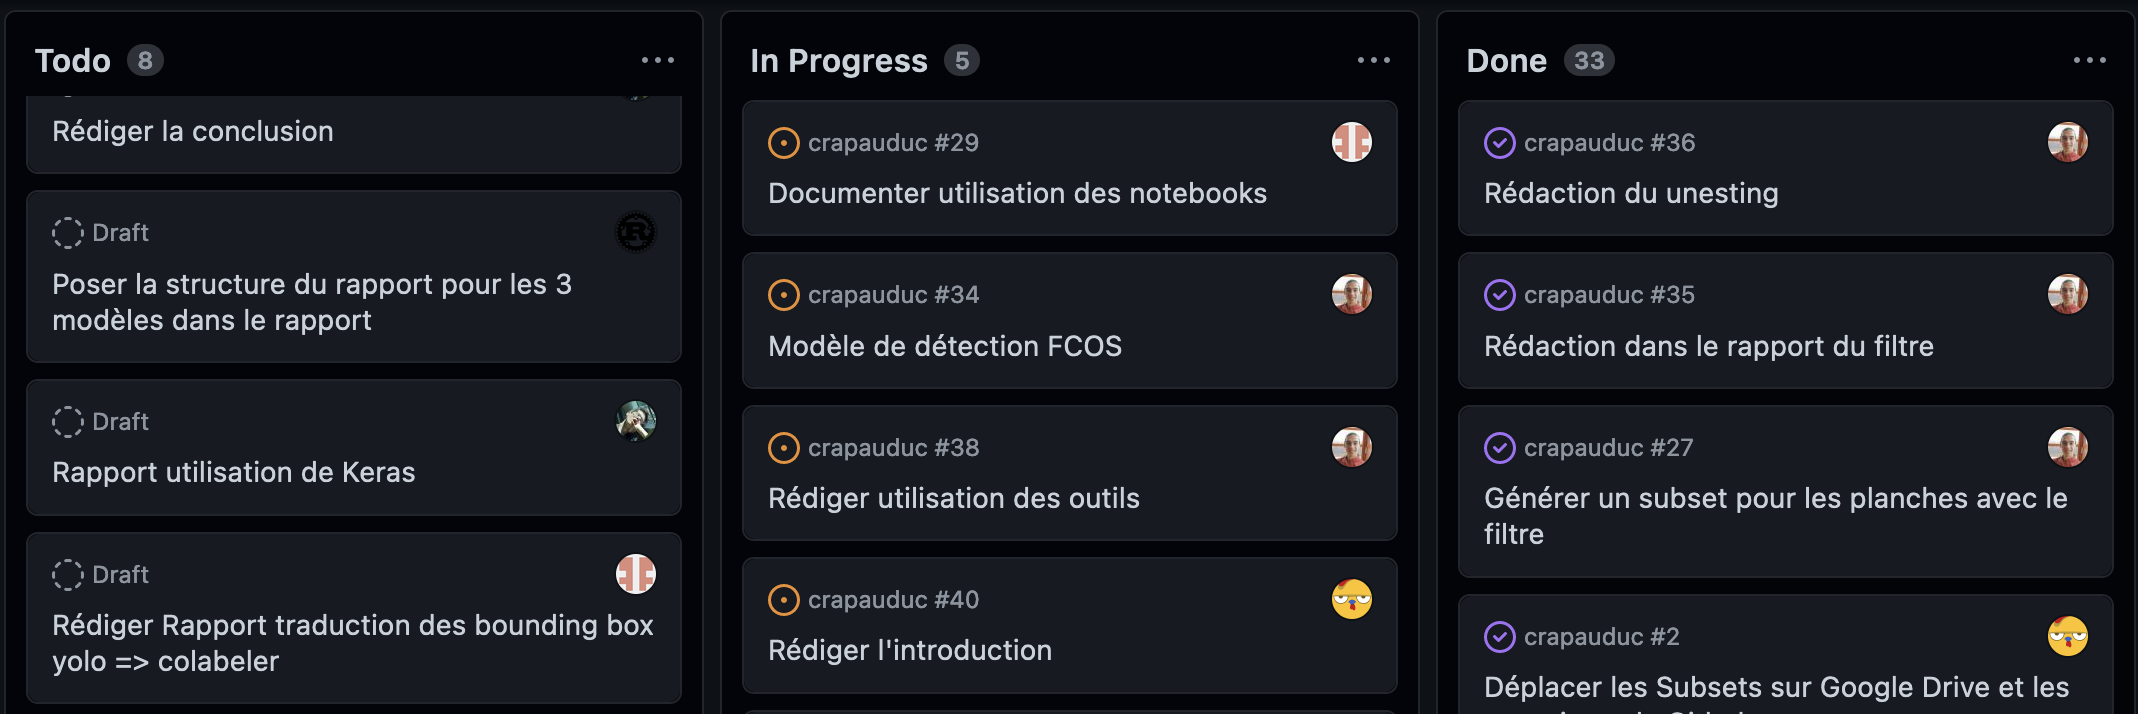 Todo 8
Rédiger la conclusion
Draft
Poser la structure du rapport pour les 3
modèles dans le rapport
Draft
Rapport utilisation de Keras
Draft
Rédiger Rapport traduction des bounding box
yolo => colabeler
In Progress 5
crapauduc #29
Documenter utilisation des notebooks
crapauduc #34
Modèle de détection FCOS
crapauduc #38
Rédiger utilisation des outils
crapauduc #40
Rédiger l'introduction
Done 33
crapauduc #36
Rédaction du unesting
crapauduc #35
Rédaction dans le rapport du filtre
crapauduc #27
Générer un subset pour les planches avec le
filtre
crapauduc #2
Déplacer les Subsets sur Google Drive et les